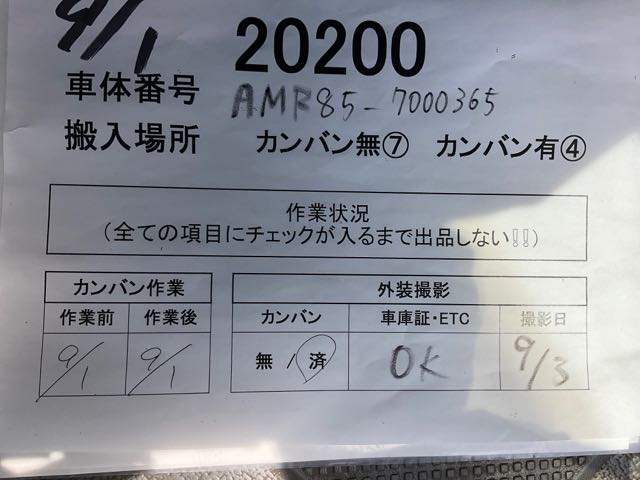 9/1 20200
車体番号 AMR85-7000365
搬入場所 カンバン無⑦ カンバン有④
作業状況
(全ての項目にチェックが入るまで出品しない!!)
カンバン作業 外装撮影
作業前 作業後 カンバン 車庫証・ETC 撮影日
9/1 9/1 無 / 済 OK 9/3